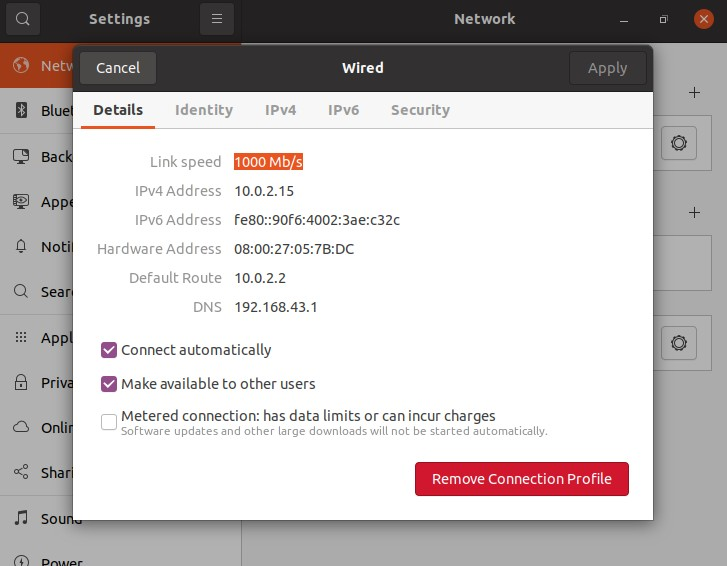 Settings
Network
Cancel
Wired
Apply
Details
Identity
IPv4
IPv6
Security
Link speed 1000 Mb/s
IPv4 Address 10.0.2.15
IPv6 Address fe80::90f6:4002:3ae:c32c
Hardware Address 08:00:27:05:7B:DC
Default Route 10.0.2.2
DNS 192.168.43.1
Connect automatically
Make available to other users
Metered connection: has data limits or can incur charges
Software updates and other large downloads will not be started automatically.
Remove Connection Profile
Netw
Bluet
Back
Appe
Notif
Sear
Appl
Priva
Onlin
Shari
Sound
Power